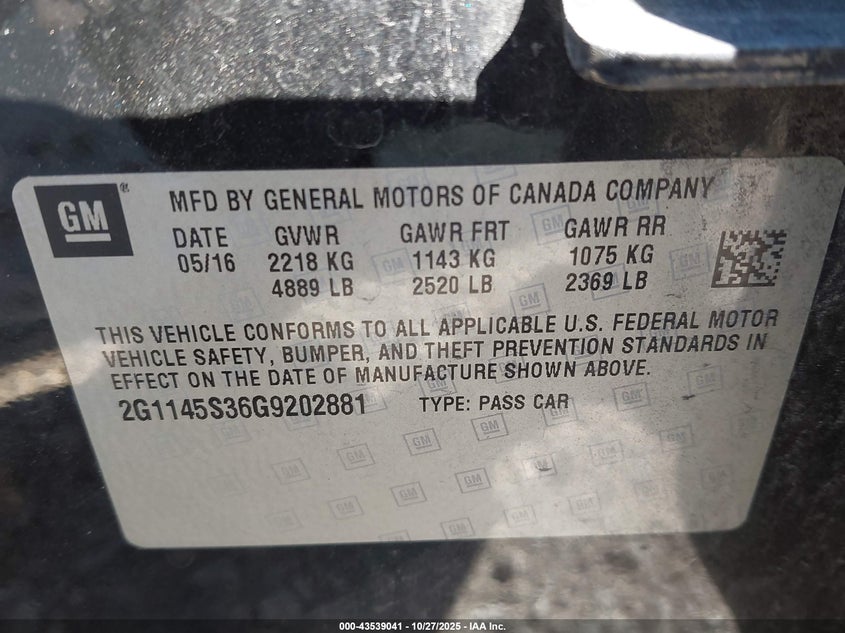 GM ®
MFD BY GENERAL MOTORS OF CANADA COMPANY
DATE GVWR GAWR FRT GAWR RR
05/16 2218 KG 1143 KG 1075 KG
4889 LB 2520 LB 2369 LB
THIS VEHICLE CONFORMS TO ALL APPLICABLE U.S. FEDERAL MOTOR
VEHICLE SAFETY, BUMPER, AND THEFT PREVENTION STANDARDS IN
EFFECT ON THE DATE OF MANUFACTURE SHOWN ABOVE.
2G1145S36G9202881 TYPE: PASS CAR
000-43539041 - 10/27/2025 - IAA Inc.